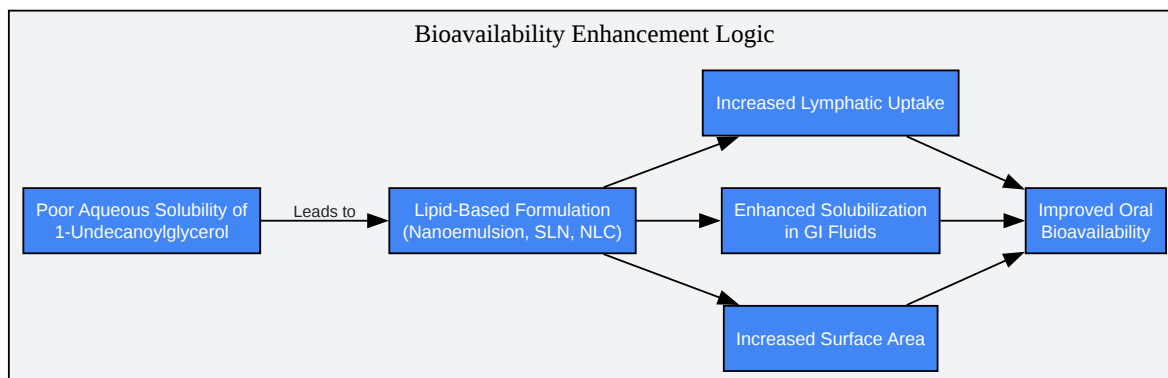 Bioavailability Enhancement Logic
Increased Lymphatic Uptake
Poor Aqueous Solubility of
1-Undecanoylglycerol
Leads to
Lipid-Based Formulation
(Nanoemulsion, SLN, NLC)
Enhanced Solubilization
in GI Fluids
Improved Oral
Bioavailability
Increased Surface Area